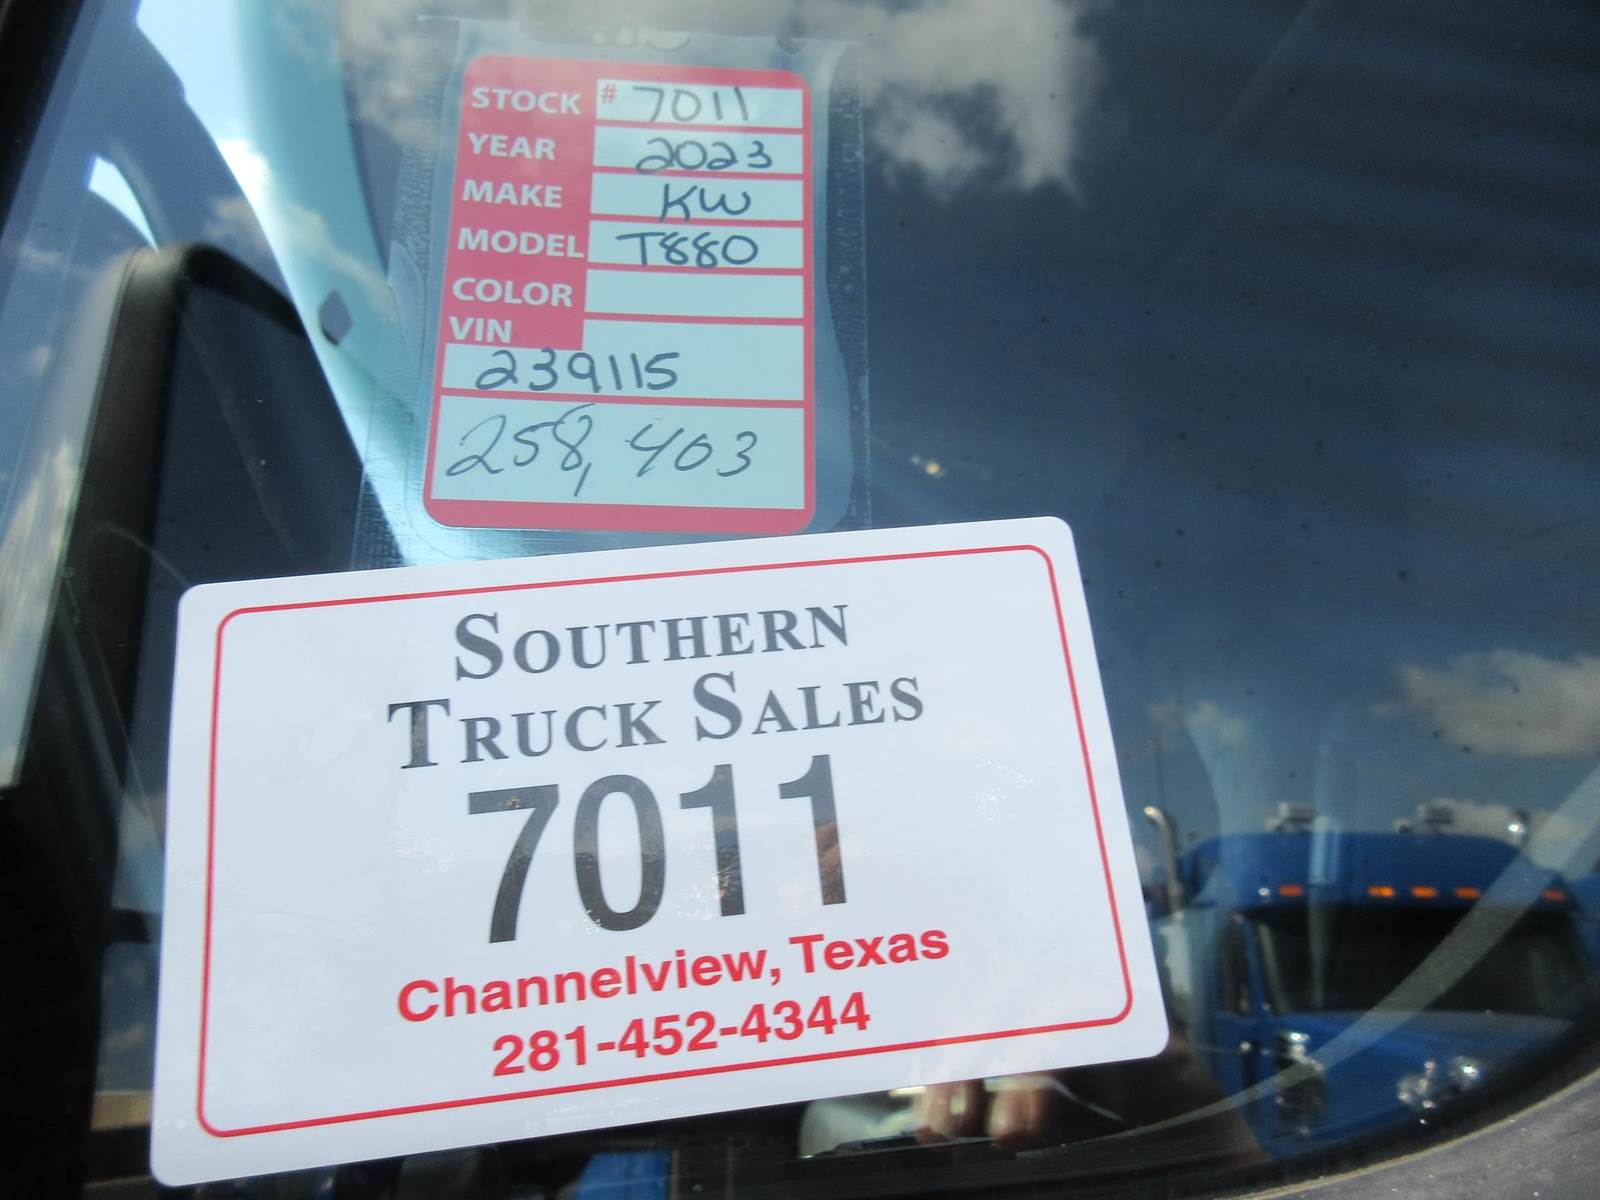 STOCK # 7011
YEAR 2023
MAKE KW
MODEL T880
COLOR
VIN
239115
258,403
SOUTHERN
TRUCK SALES
7011
Channelview, Texas
281-452-4344